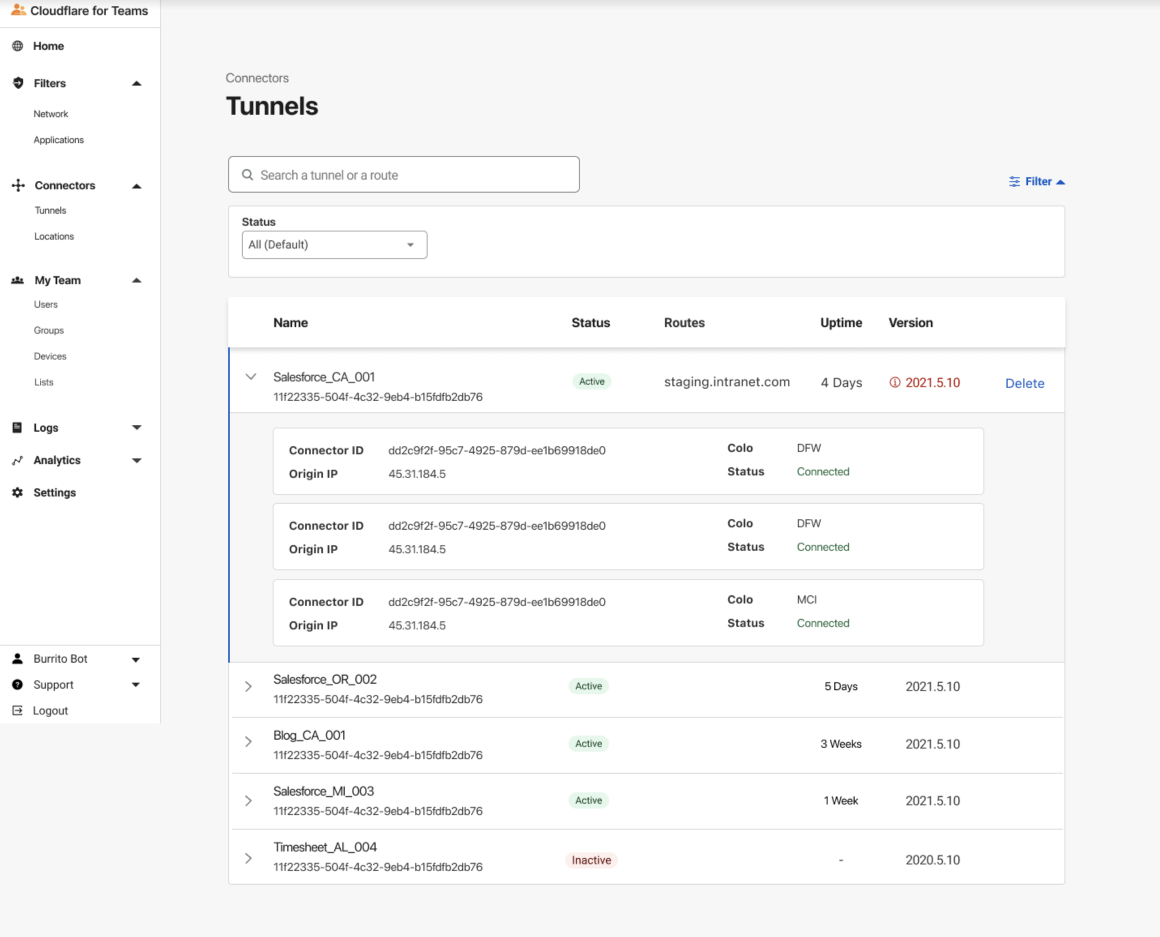 Cloudflare for Teams
Home
Filters
Network
Applications
Connectors
Tunnels
Locations
My Team
Users
Groups
Devices
Lists
Logs
Analytics
Settings
Burrito Bot
Support
Logout
Connectors
Tunnels
Search a tunnel or a route
Filter
Status
All (Default)
Name Status Routes Uptime Version
Salesforce_CA_001 Active staging.intranet.com 4 Days 2021.5.10 Delete
11f22335-504f-4c32-9eb4-b15fdfb2db76
Connector ID dd2c9f2f-95c7-4925-879d-ee1b69918de0 Colo DFW
Origin IP 45.31.184.5 Status Connected
Connector ID dd2c9f2f-95c7-4925-879d-ee1b69918de0 Colo DFW
Origin IP 45.31.184.5 Status Connected
Connector ID dd2c9f2f-95c7-4925-879d-ee1b69918de0 Colo MCI
Origin IP 45.31.184.5 Status Connected
Salesforce_OR_002 Active 5 Days 2021.5.10
11f22335-504f-4c32-9eb4-b15fdfb2db76
Blog_CA_001 Active 3 Weeks 2021.5.10
11f22335-504f-4c32-9eb4-b15fdfb2db76
Salesforce_MI_003 Active 1 Week 2021.5.10
11f22335-504f-4c32-9eb4-b15fdfb2db76
Timesheet_AL_004 Inactive - 2020.5.10
11f22335-504f-4c32-9eb4-b15fdfb2db76